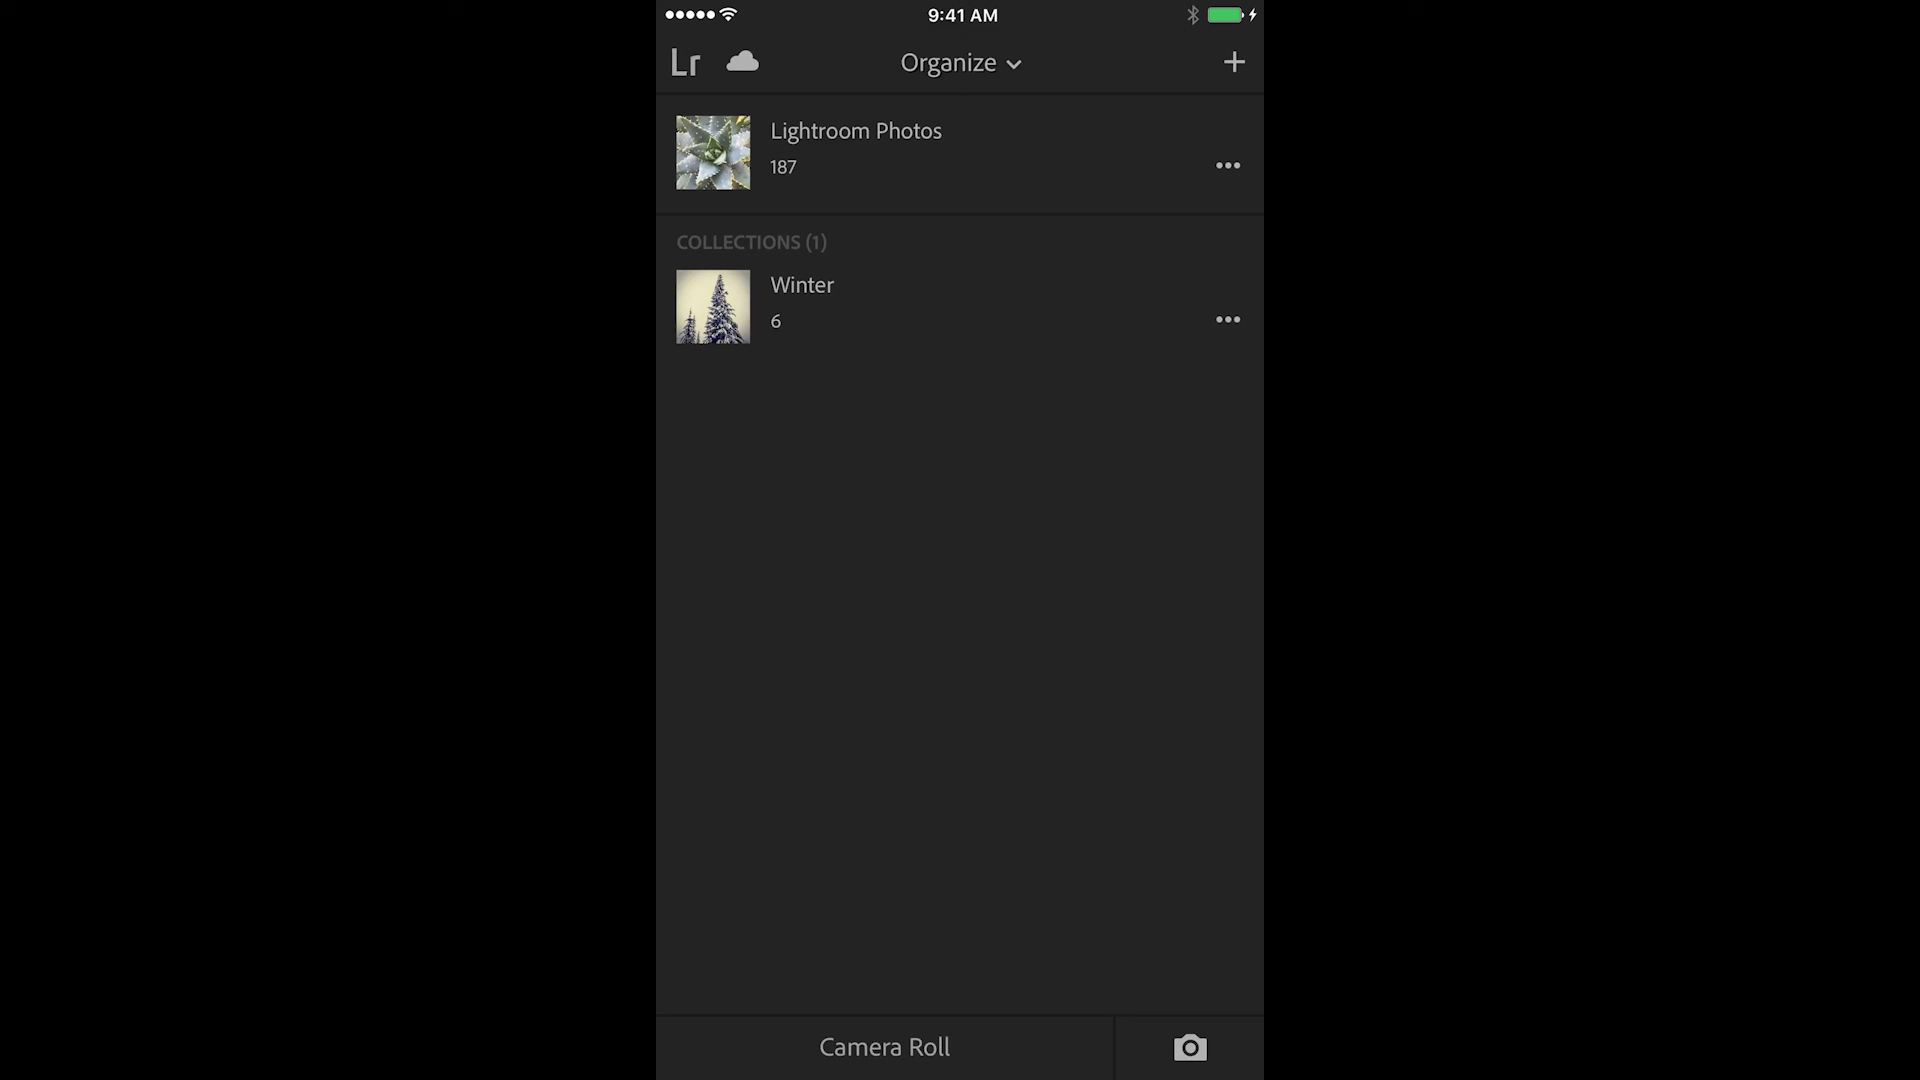 9:41 AM
Lr
Organize
Lightroom Photos
187
COLLECTIONS (1)
Winter
6
Camera Roll